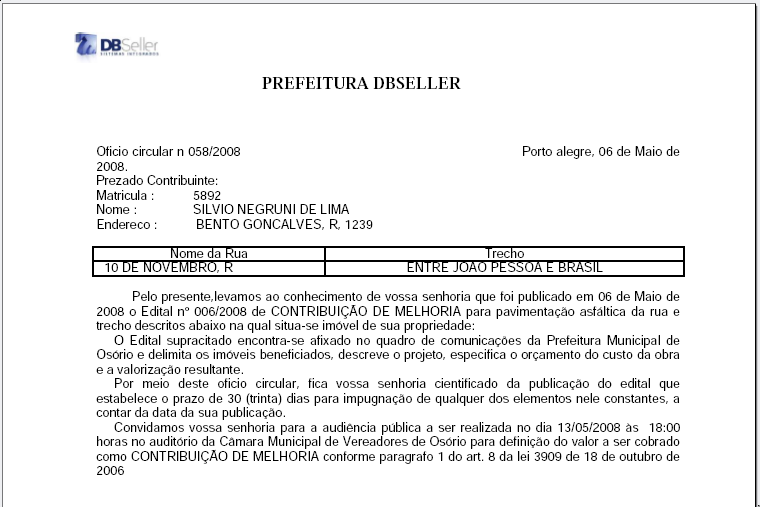 DBSeller
SISTEMAS INTEGRADOS
PREFEITURA DBSELLER
Oficio circular n 058/2008 Porto alegre, 06 de Maio de
2008.
Prezado Contribuinte:
Matricula : 5892
Nome : SILVIO NEGRUNI DE LIMA
Endereco : BENTO GONCALVES, R, 1239
Nome da Rua Trecho
10 DE NOVEMBRO, R ENTRE JOAO PESSOA E BRASIL
Pelo presente,levamos ao conhecimento de vossa senhoria que foi publicado em 06 de Maio de
2008 o Edital nº 006/2008 de CONTRIBUIÇÃO DE MELHORIA para pavimentação asfáltica da rua e
trecho descritos abaixo na qual situa-se imóvel de sua propriedade:
O Edital supracitado encontra-se afixado no quadro de comunicações da Prefeitura Municipal de
Osório e delimita os imóveis beneficiados, descreve o projeto, especifica o orçamento do custo da obra
e a valorização resultante.
Por meio deste oficio circular, fica vossa senhoria cientificado da publicação do edital que
estabelece o prazo de 30 (trinta) dias para impugnação de qualquer dos elementos nele constantes, a
contar da data da sua publicação.
Convidamos vossa senhoria para a audiência pública a ser realizada no dia 13/05/2008 às 18:00
horas no auditório da Câmara Municipal de Vereadores de Osório para definição do valor a ser cobrado
como CONTRIBUIÇÃO DE MELHORIA conforme paragrafo 1 do art. 8 da lei 3909 de 18 de outubro de
2006